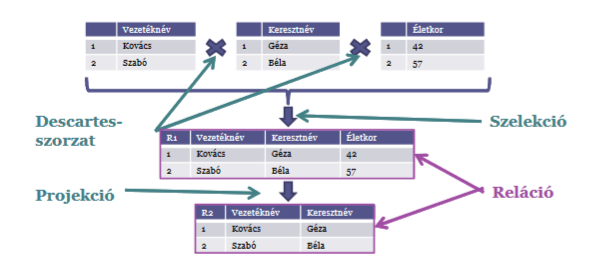 Vezetéknév
1 Kovács
2 Szabó
Keresztnév
1 Géza
2 Béla
Életkor
1 42
2 57
Descartes-
szorzat
Szelekció
R1 Vezetéknév Keresztnév Életkor
1 Kovács Géza 42
2 Szabó Béla 57
Projekció
Reláció
R2 Vezetéknév Keresztnév
1 Kovács Géza
2 Szabó Béla